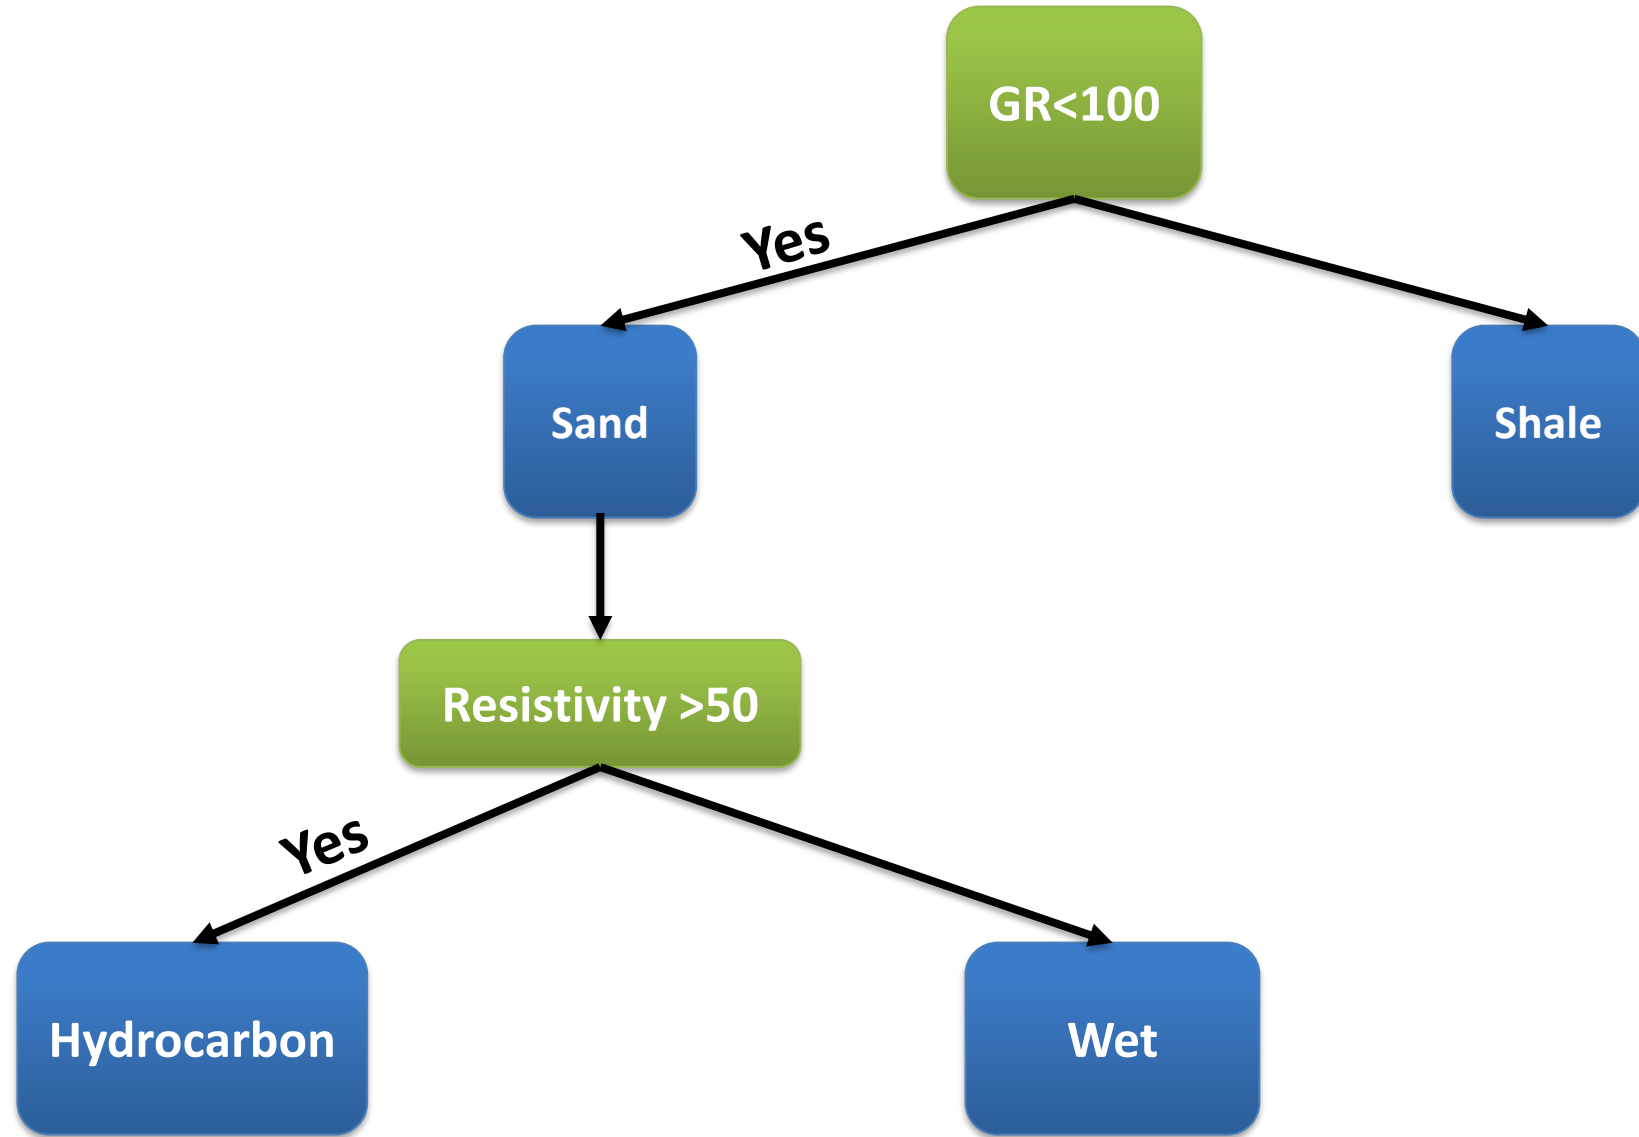 GR<100
Yes
Sand
Shale
Resistivity >50
Yes
Hydrocarbon
Wet